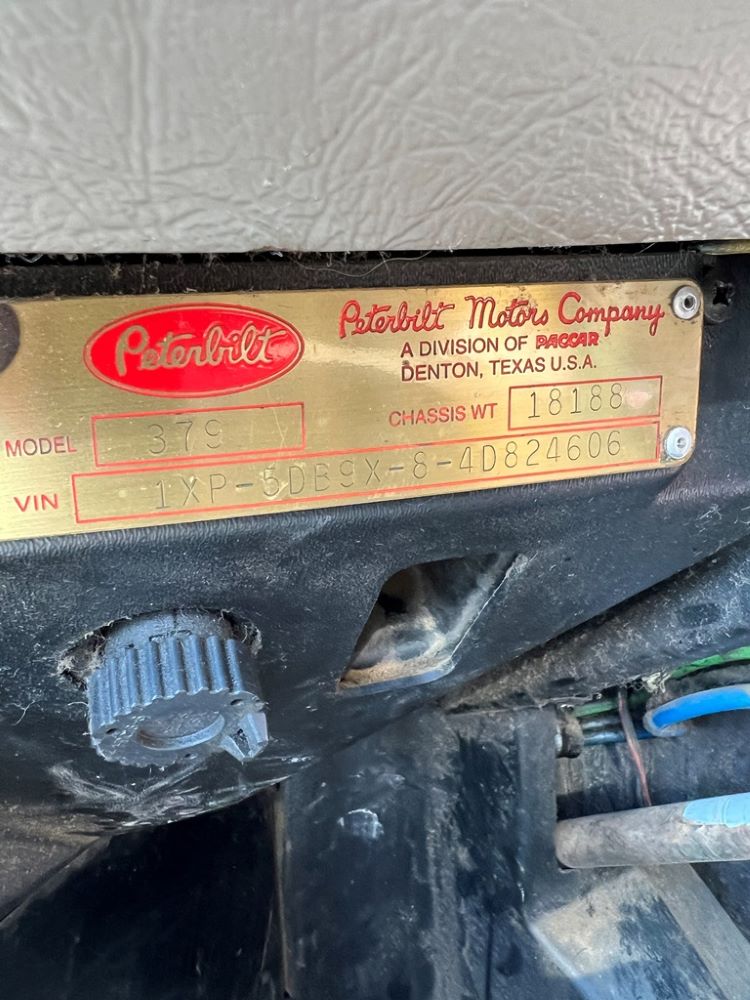 Peterbilt
Peterbilt Motors Company
A DIVISION OF PACCAR
DENTON, TEXAS U.S.A.
MODEL 379
CHASSIS WT 18188
VIN 1XP-5DB9X-8-4D824606